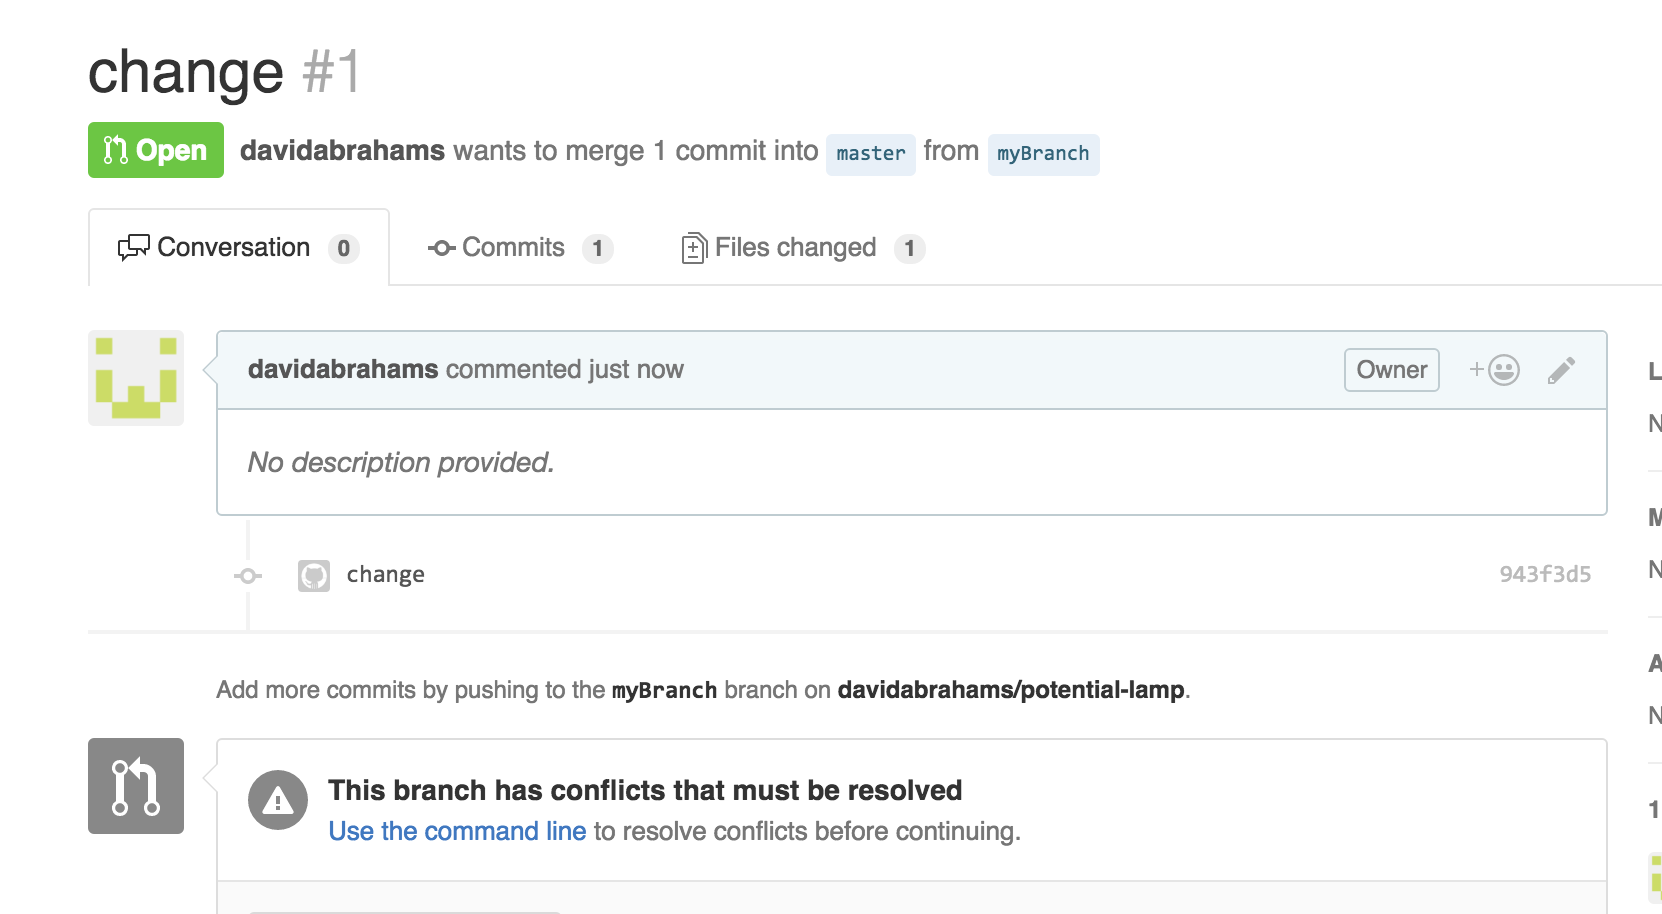 change #1
Open davidabrahams wants to merge 1 commit into master from myBranch
Conversation 0 Commits 1 Files changed 1
davidabrahams commented just now Owner
No description provided.
change 943f3d5
Add more commits by pushing to the myBranch branch on davidabrahams/potential-lamp.
This branch has conflicts that must be resolved
Use the command line to resolve conflicts before continuing.